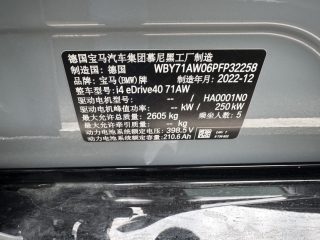 德国宝马汽车集团慕尼黑工厂制造
制造国：德国 WBY71AW06PFP32258
品牌：宝马(BMW)牌 制造年月：2022-12
整车型号：i4 eDrive40 71AW
驱动电机型号： -- / HA0001N0
驱动电机峰值功率： -- kW / 250 kW
最大允许总质量：2605 kg 乘坐人数：5
最大允许装载质量： -- kg
动力电池系统额定电压：398.5V
动力电池系统额定容量：210.6Ah